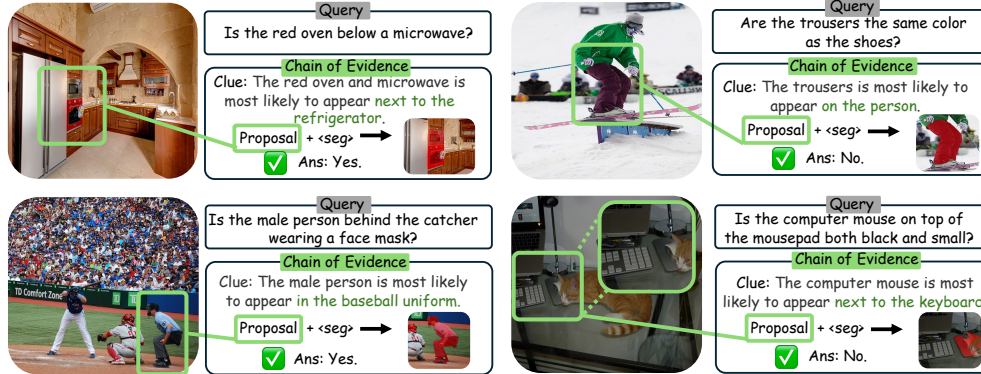 Query
Is the red oven below a microwave?
Chain of Evidence
Clue: The red oven and microwave is
most likely to appear next to the
refrigerator.
Proposal + <seg>
Ans: Yes.
Query
Are the trousers the same color
as the shoes?
Chain of Evidence
Clue: The trousers is most likely to
appear on the person.
Proposal + <seg>
Ans: No.
TD Comfort Zone
Query
Is the male person behind the catcher
wearing a face mask?
Chain of Evidence
Clue: The male person is most likely
to appear in the baseball uniform.
Proposal + <seg>
Ans: Yes.
Query
Is the computer mouse on top of
the mousepad both black and small?
Chain of Evidence
Clue: The computer mouse is most
likely to appear next to the keyboard
Proposal + <seg>
Ans: No.